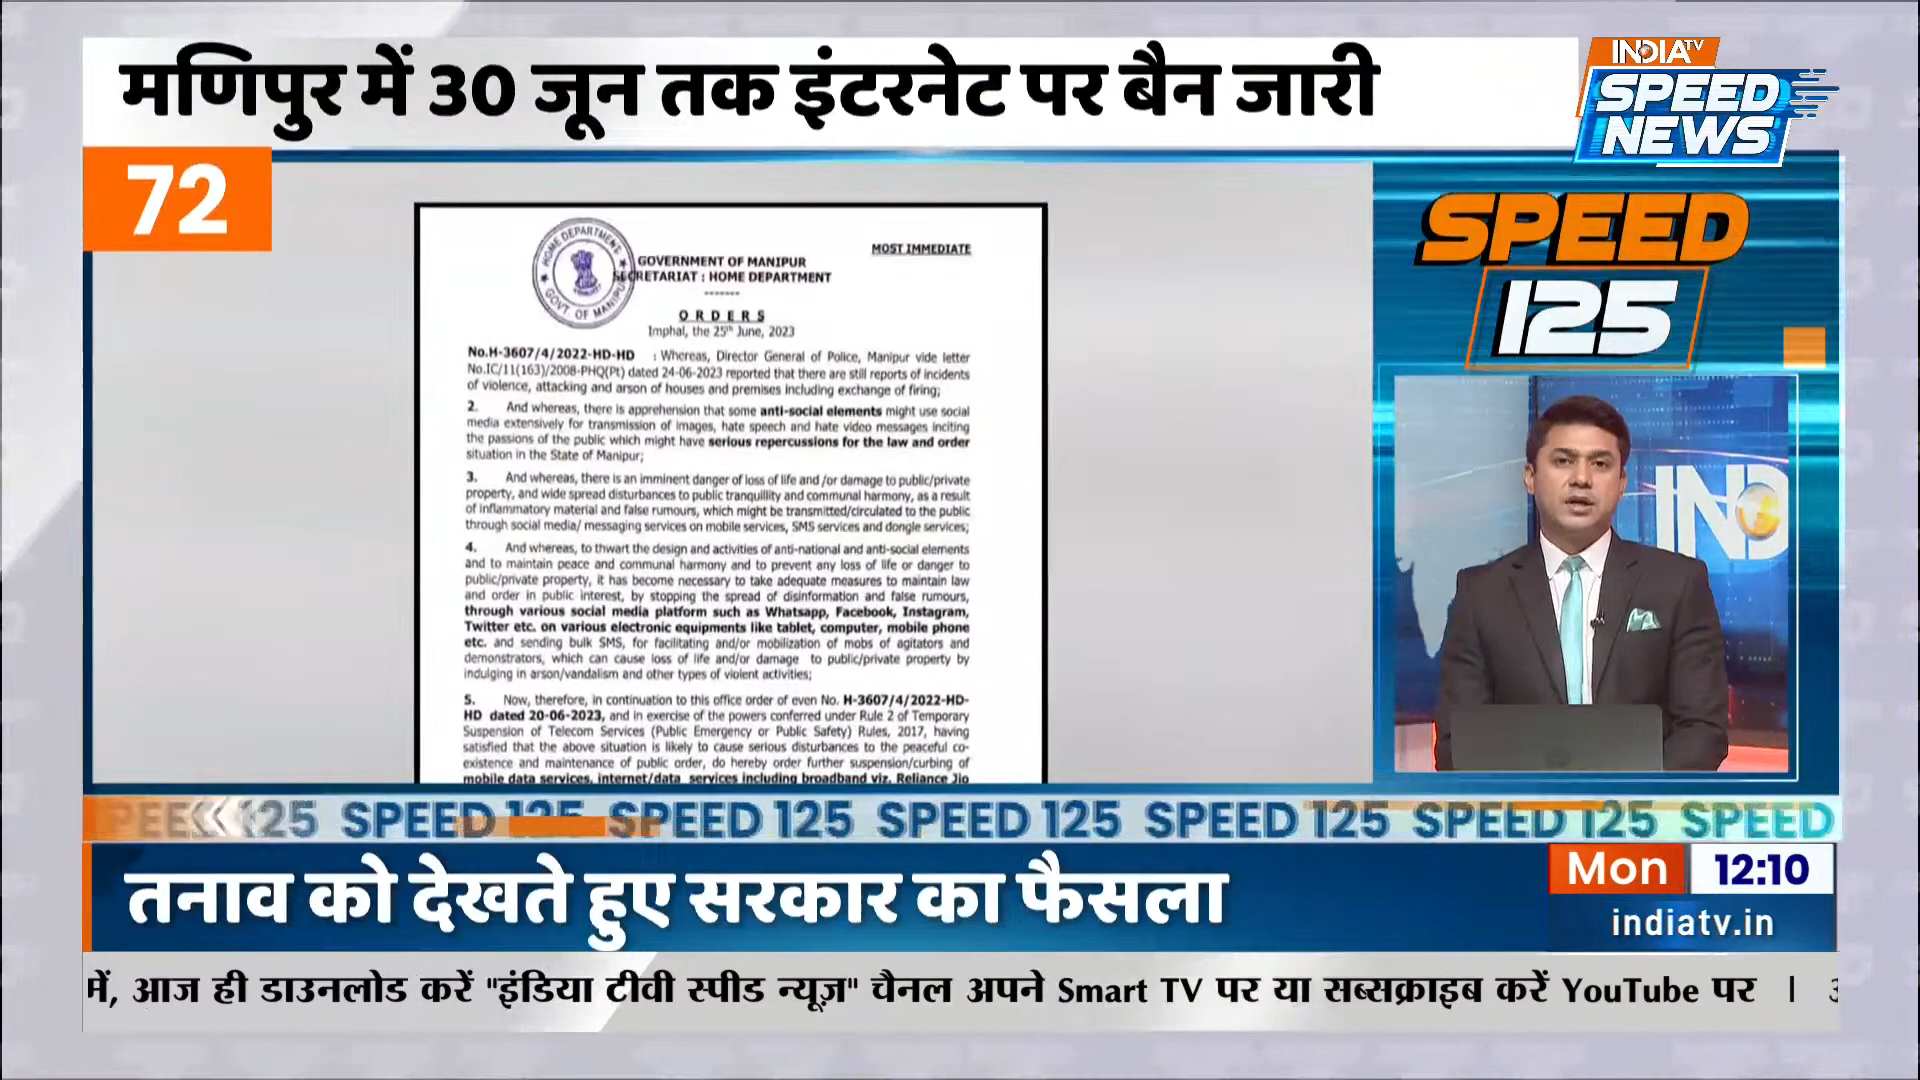 मणिपुर में 30 जून तक इंटरनेट पर बैन जारी
INDIA TV
SPEED
NEWS
72
SPEED
125
HOME DEPARTMENT
GOVT. OF MANIPUR
MOST IMMEDIATE
GOVERNMENT OF MANIPUR
SECRETARIAT : HOME DEPARTMENT
-------
O R D E R S
Imphal, the 25th June, 2023
No.H-3607/4/2022-HD-HD : Whereas, Director General of Police, Manipur vide letter
No.IC/11(163)/2008-PHQ(Pt) dated 24-06-2023 reported that there are still reports of incidents
of violence, attacking and arson of houses and premises including exchange of firing;
2. And whereas, there is apprehension that some anti-social elements might use social
media extensively for transmission of images, hate speech and hate video messages inciting
the passions of the public which might have serious repercussions for the law and order
situation in the State of Manipur;
3. And whereas, there is an imminent danger of loss of life and /or damage to public/private
property, and wide spread disturbances to public tranquillity and communal harmony, as a result
of inflammatory material and false rumours, which might be transmitted/circulated to the public
through social media/ messaging services on mobile services, SMS services and dongle services;
4. And whereas, to thwart the design and activities of anti-national and anti-social elements
and to maintain peace and communal harmony and to prevent any loss of life or danger to
public/private property, it has become necessary to take adequate measures to maintain law
and order in public interest, by stopping the spread of disinformation and false rumours,
through various social media platform such as Whatsapp, Facebook, Instagram,
Twitter etc. on various electronic equipments like tablet, computer, mobile phone
etc. and sending bulk SMS, for facilitating and/or mobilization of mobs of agitators and
demonstrators, which can cause loss of life and/or damage to public/private property by
indulging in arson/vandalism and other types of violent activities;
5. Now, therefore, in continuation to this office order of even No. H-3607/4/2022-HD-
HD dated 20-06-2023, and in exercise of the powers conferred under Rule 2 of Temporary
Suspension of Telecom Services (Public Emergency or Public Safety) Rules, 2017, having
satisfied that the above situation is likely to cause serious disturbances to the peaceful co-
existence and maintenance of public order, do hereby order further suspension/curbing of
mobile data services, internet/data services including broadband viz. Reliance Jio
IND
PEE 125 SPEED 125 SPEED 125 SPEED 125 SPEED 125 SPEED 125 SPEED
तनाव को देखते हुए सरकार का फैसला
Mon 12:10
indiatv.in
में, आज ही डाउनलोड करें "इंडिया टीवी स्पीड न्यूज़" चैनल अपने Smart TV पर या सब्सक्राइब करें YouTube पर |